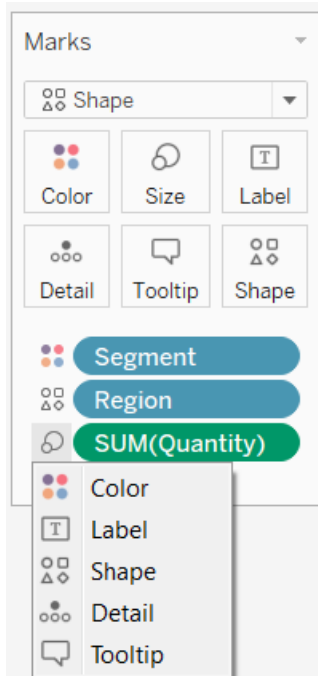 Marks
Shape
Color Size Label
Detail Tooltip Shape
Segment
Region
SUM(Quantity)
Color
T Label
Shape
Detail
Tooltip